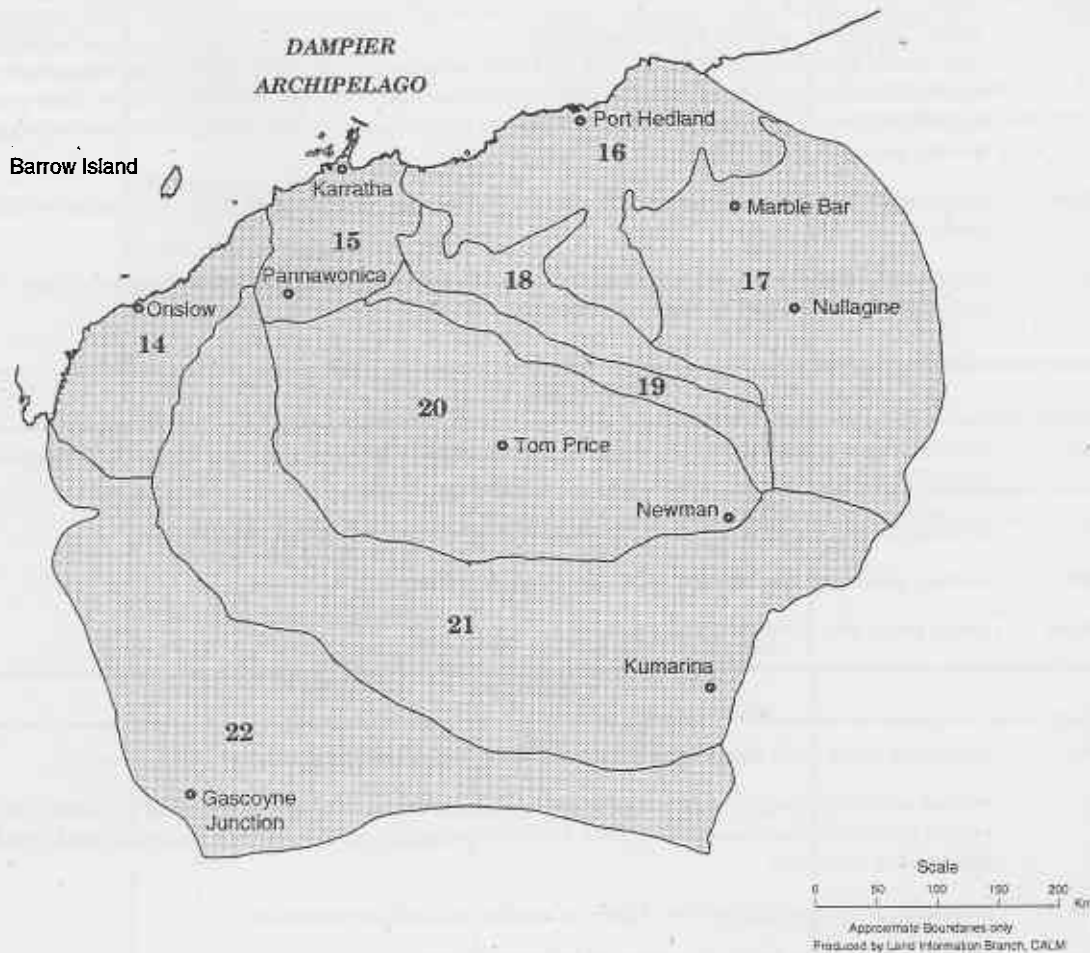 DAMPIER
ARCHIPELAGO
Port Hedland
16
Barrow Island
Karratha
Marble Bar
15
18
Pannawonica
17
Onslow
Nullagine
14
19
20
Tom Price
Newman
21
Kumarina
22
Gascoyne
Junction
Scale
0 50 100 150 200
Km
Approximate Boundaries only
Produced by Land Information Branch, CALM